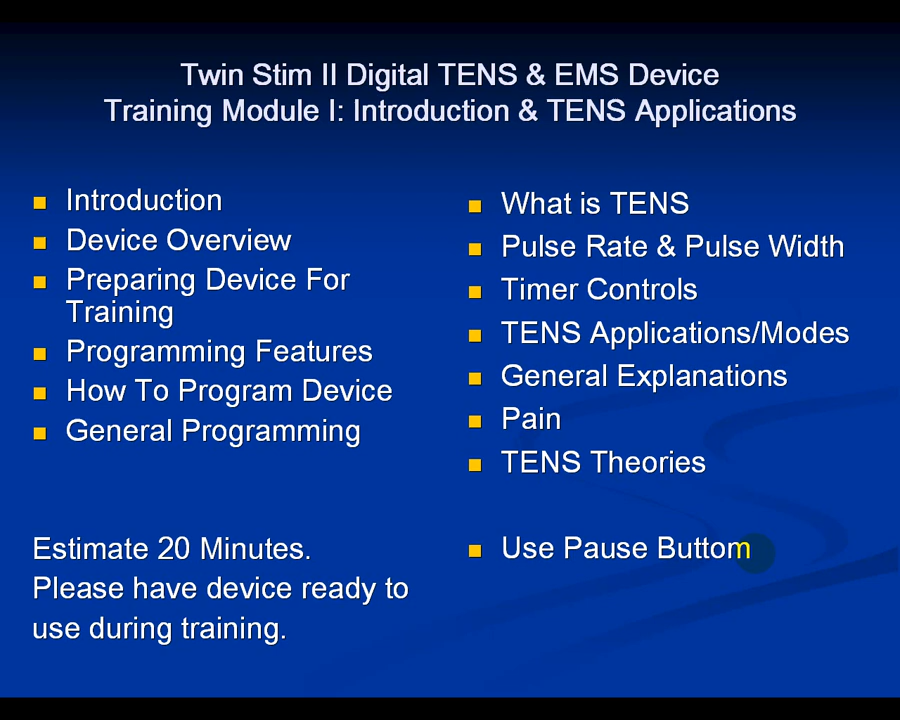 Twin Stim II Digital TENS & EMS Device
Training Module I: Introduction & TENS Applications
Introduction
Device Overview
Preparing Device For
Training
Programming Features
How To Program Device
General Programming
Estimate 20 Minutes.
Please have device ready to
use during training.
What is TENS
Pulse Rate & Pulse Width
Timer Controls
TENS Applications/Modes
General Explanations
Pain
TENS Theories
Use Pause Buttom